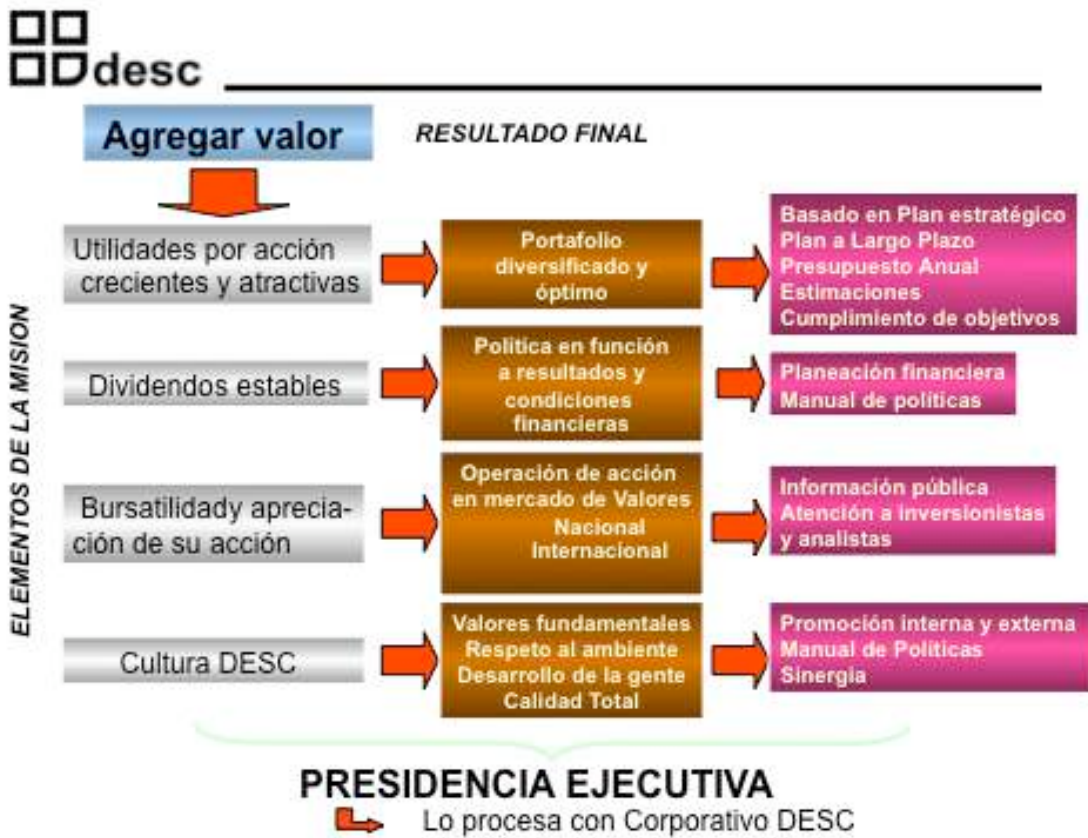 desc
Agregar valor
RESULTADO FINAL
ELEMENTOS DE LA MISION
Utilidades por acción
crecientes y atractivas
Portafolio
diversificado y
óptimo
Basado en Plan estratégico
Plan a Largo Plazo
Presupuesto Anual
Estimaciones
Cumplimiento de objetivos
Dividendos estables
Política en función
a resultados y
condiciones
financieras
Planeación financiera
Manual de políticas
Bursatilidady aprecia-
ción de su acción
Operación de acción
en mercado de Valores
Nacional
Internacional
Información pública
Atención a inversionistas
y analistas
Cultura DESC
Valores fundamentales
Respeto al ambiente
Desarrollo de la gente
Calidad Total
Promoción interna y externa
Manual de Políticas
Sinergia
PRESIDENCIA EJECUTIVA
Lo procesa con Corporativo DESC